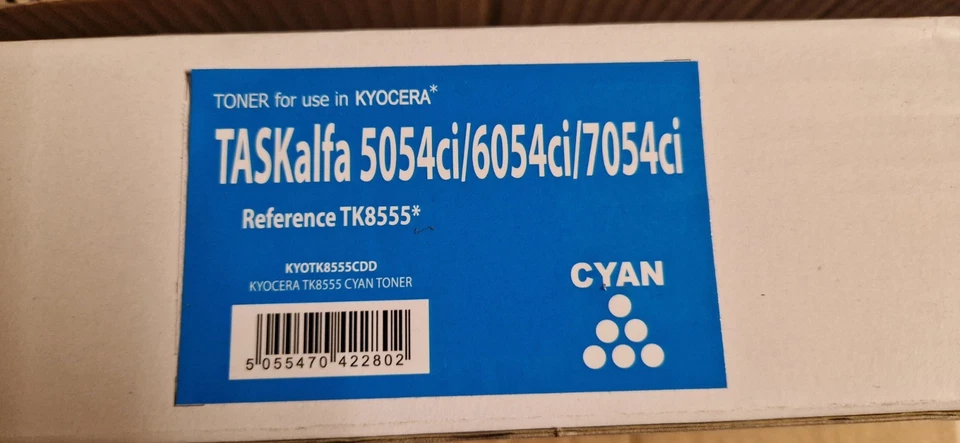 TONER for use in KYOCERA*
TASKalfa 5054ci/6054ci/7054ci
Reference TK8555*
KYOTK8555CDD
KYOCERA TK8555 CYAN TONER
5 055470 422802
CYAN